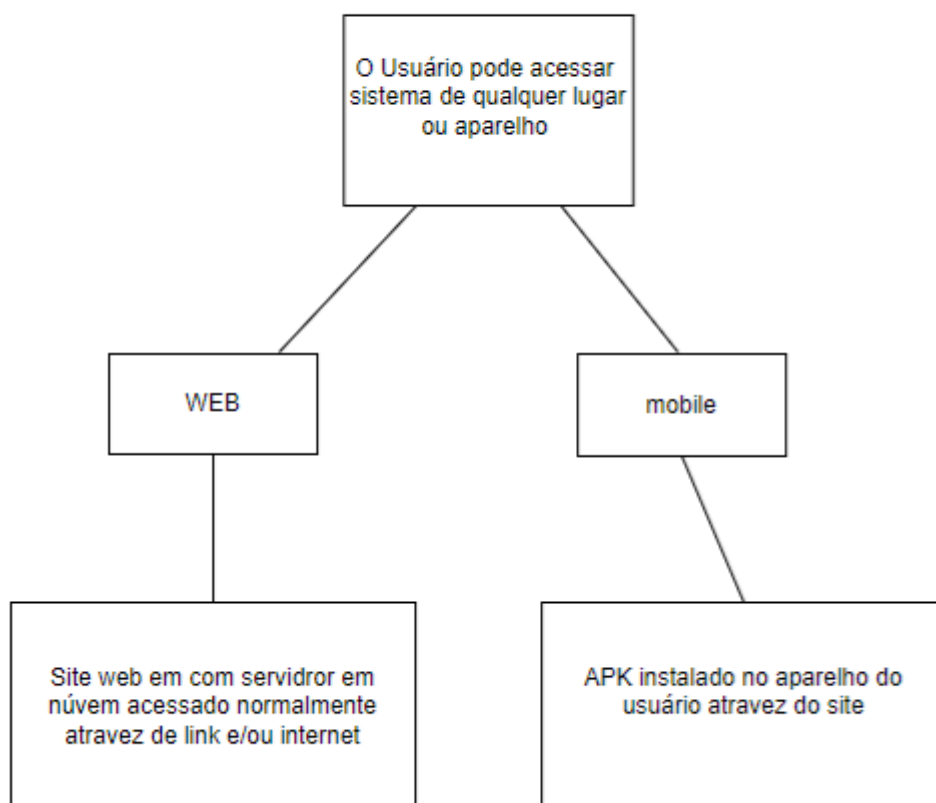 O Usuário pode acessar
sistema de qualquer lugar
ou aparelho
WEB
mobile
Site web em com servidror em
núvem acessado normalmente
atravez de link e/ou internet
APK instalado no aparelho do
usuário atravez do site